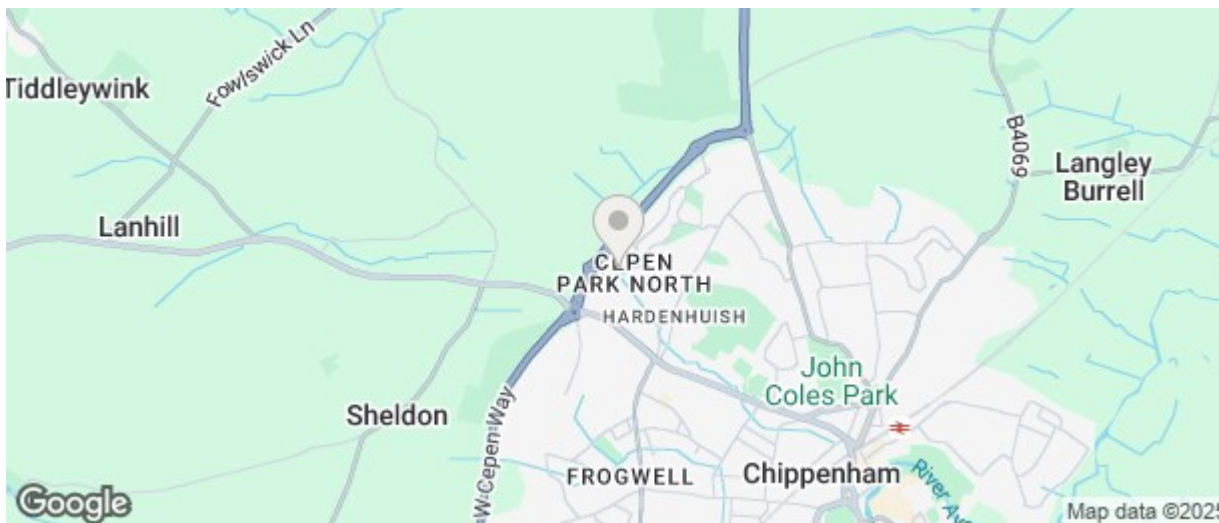 Tiddleywink
Fowlswick Ln
B4069
Langley
Burrell
Lanhill
CEPEN
PARK NORTH
HARDENHUISH
John
Coles Park
Sheldon
W Cepen Way
FROGWELL
Chippenham
River Av
Google
Map data ©2025